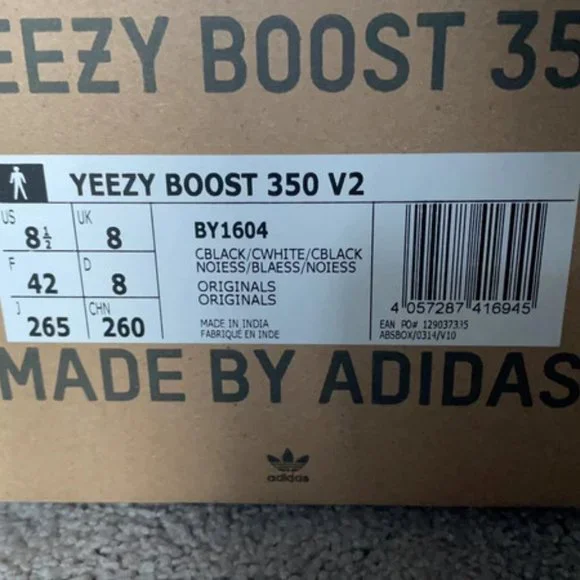 EEZY BOOST 35
YEEZY BOOST 350 V2
US 8½ UK 8
F 42 D 8
J 265 CHN 260
BY1604
CBLACK/CWHITE/CBLACK
NOIESS/BLAESS/NOIESS
ORIGINALS
ORIGINALS
MADE IN INDIA
FABRIQUE EN INDE
4 057287 416945
EAN PO# 129037335
ABSBOX/0314/V10
MADE BY ADIDAS
adidas